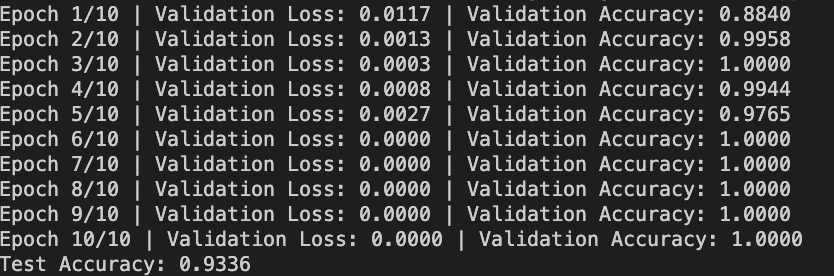 Epoch 1/10 | Validation Loss: 0.0117 | Validation Accuracy: 0.8840
Epoch 2/10 | Validation Loss: 0.0013 | Validation Accuracy: 0.9958
Epoch 3/10 | Validation Loss: 0.0003 | Validation Accuracy: 1.0000
Epoch 4/10 | Validation Loss: 0.0008 | Validation Accuracy: 0.9944
Epoch 5/10 | Validation Loss: 0.0027 | Validation Accuracy: 0.9765
Epoch 6/10 | Validation Loss: 0.0000 | Validation Accuracy: 1.0000
Epoch 7/10 | Validation Loss: 0.0000 | Validation Accuracy: 1.0000
Epoch 8/10 | Validation Loss: 0.0000 | Validation Accuracy: 1.0000
Epoch 9/10 | Validation Loss: 0.0000 | Validation Accuracy: 1.0000
Epoch 10/10 | Validation Loss: 0.0000 | Validation Accuracy: 1.0000
Test Accuracy: 0.9336